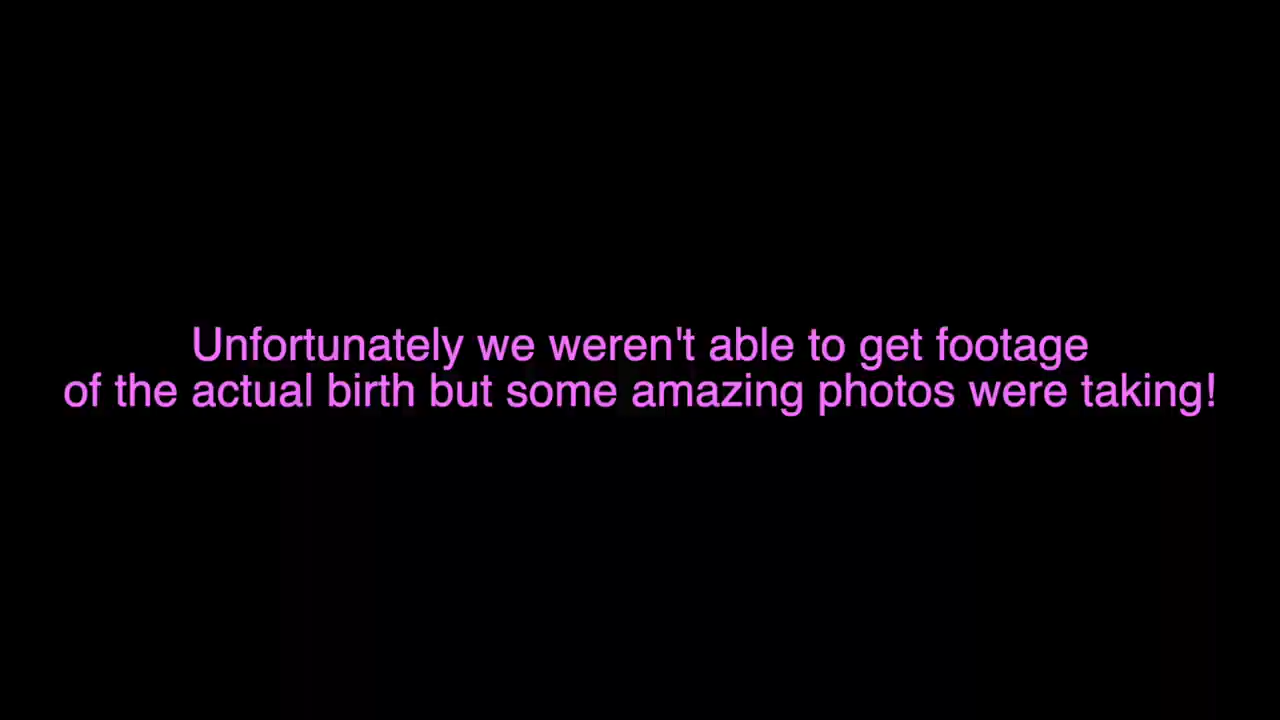 Unfortunately we weren't able to get footage
of the actual birth but some amazing photos were taking!